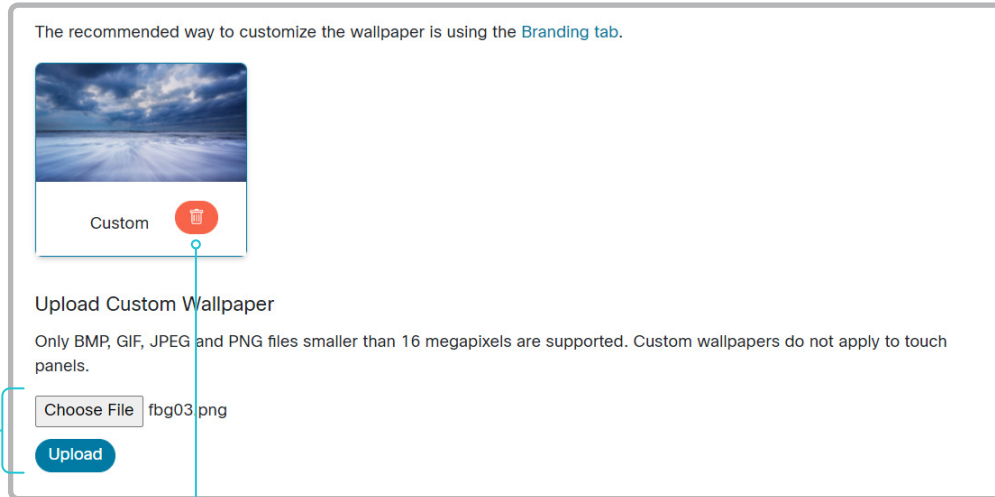 The recommended way to customize the wallpaper is using the Branding tab.
Custom
Upload Custom Wallpaper
Only BMP, GIF, JPEG and PNG files smaller than 16 megapixels are supported. Custom wallpapers do not apply to touch
panels.
Choose File fbg03.png
Upload